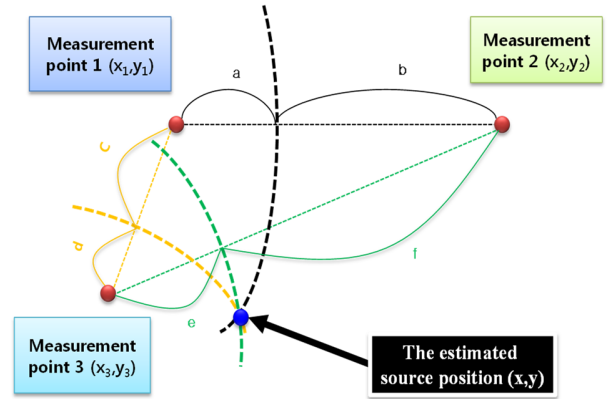 Measurement
point 1 (x₁,y₁)
Measurement
point 2 (x₂,y₂)
a
b
c
d
e
f
Measurement
point 3 (x₃,y₃)
The estimated
source position (x,y)